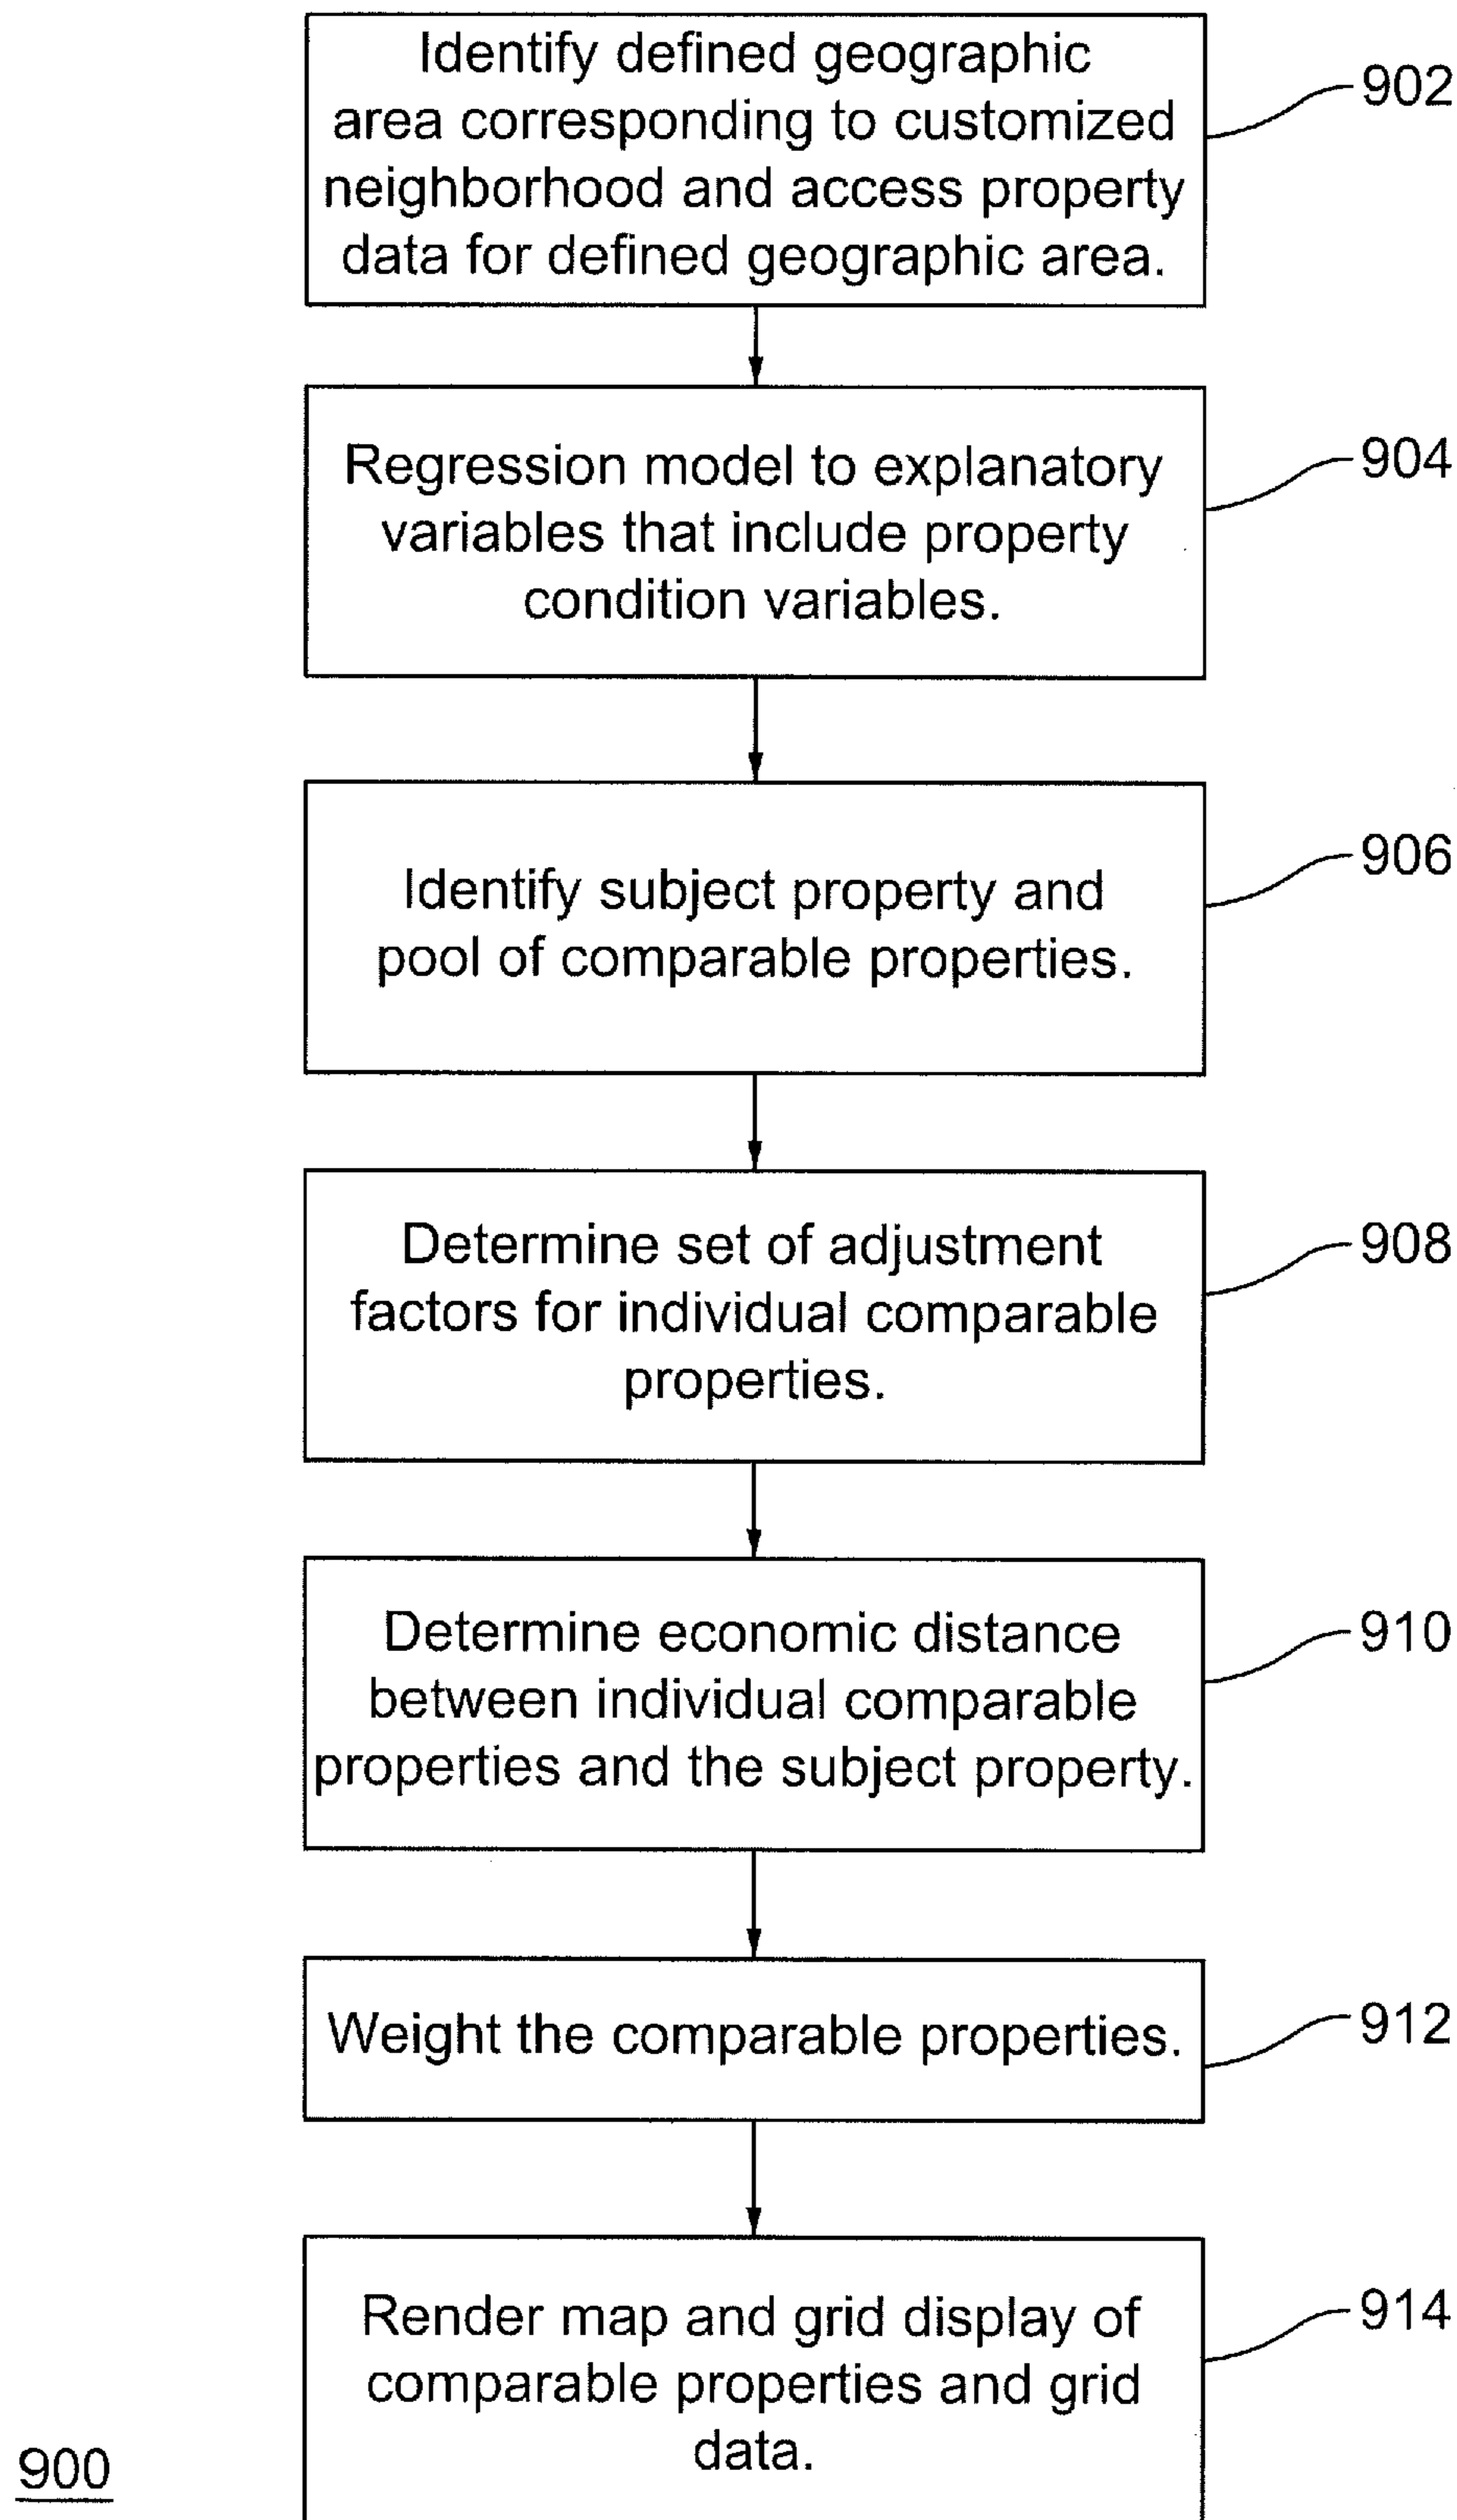 Identify defined geographic
area corresponding to customized
neighborhood and access property
data for defined geographic area.
902
Regression model to explanatory
variables that include property
condition variables.
904
Identify subject property and
pool of comparable properties.
906
Determine set of adjustment
factors for individual comparable
properties.
908
Determine economic distance
between individual comparable
properties and the subject property.
910
Weight the comparable properties.
912
Render map and grid display of
comparable properties and grid
data.
914
900